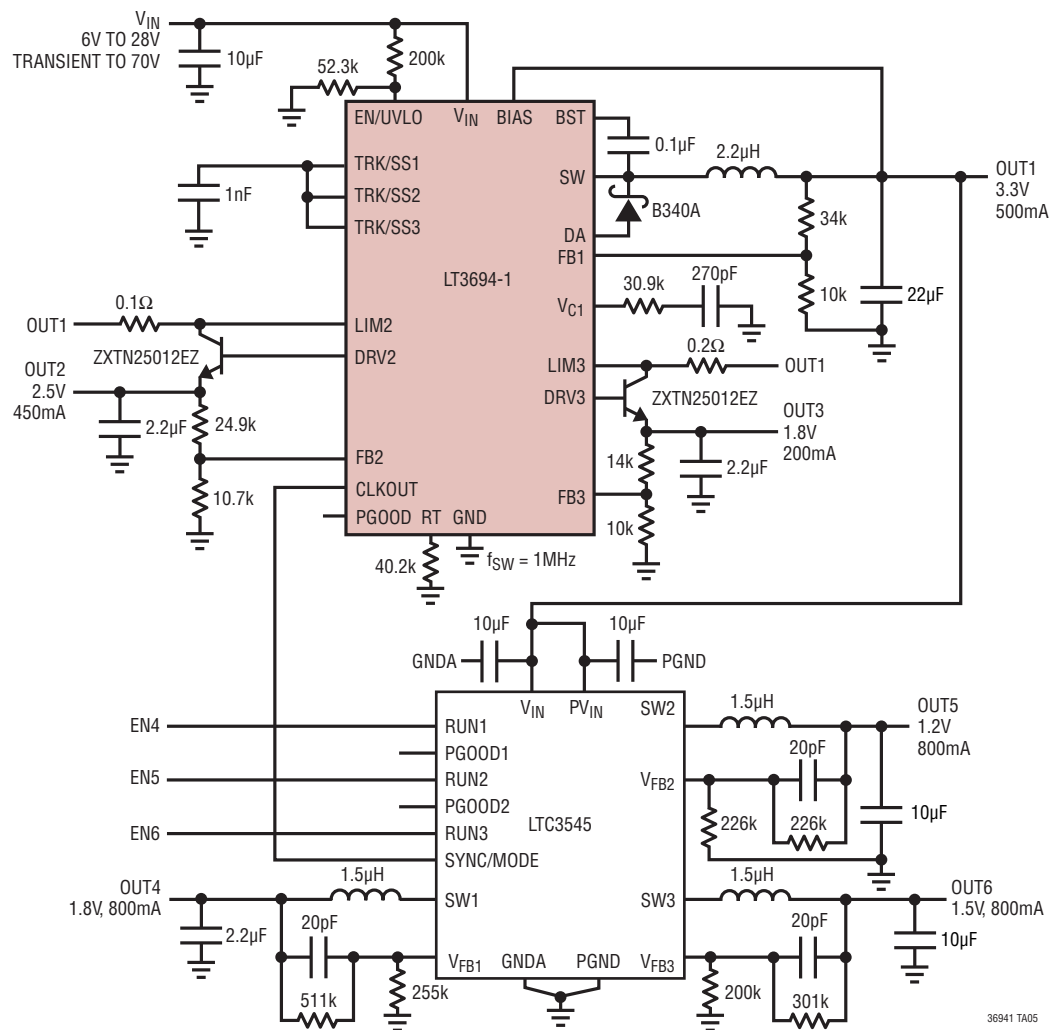 VIN
6V TO 28V
TRANSIENT TO 70V
10µF
200k
52.3k
EN/UVLO
VIN
BIAS
BST
0.1µF
2.2µH
TRK/SS1
SW
OUT1
3.3V
500mA
1nF
TRK/SS2
B340A
34k
TRK/SS3
DA
FB1
LT3694-1
270pF
30.9k
VC1
10k
22µF
0.1Ω
OUT1
LIM2
0.2Ω
ZXTN25012EZ
DRV2
LIM3
OUT1
OUT2
2.5V
450mA
DRV3
ZXTN25012EZ
OUT3
1.8V
200mA
2.2µF
24.9k
14k
2.2µF
FB2
10.7k
CLKOUT
FB3
PGOOD
RT
GND
10k
40.2k
fSW = 1MHz
10µF
10µF
GNDA
PGND
VIN
PVIN
SW2
1.5µH
OUT5
1.2V
800mA
EN4
RUN1
PGOOD1
20pF
EN5
RUN2
VFB2
PGOOD2
10µF
LTC3545
226k
226k
EN6
RUN3
SYNC/MODE
1.5µH
1.5µH
OUT4
1.8V, 800mA
SW1
SW3
OUT6
1.5V, 800mA
2.2µF
20pF
20pF
10µF
VFB1
GNDA
PGND
VFB3
511k
255k
200k
301k
36941 TA05